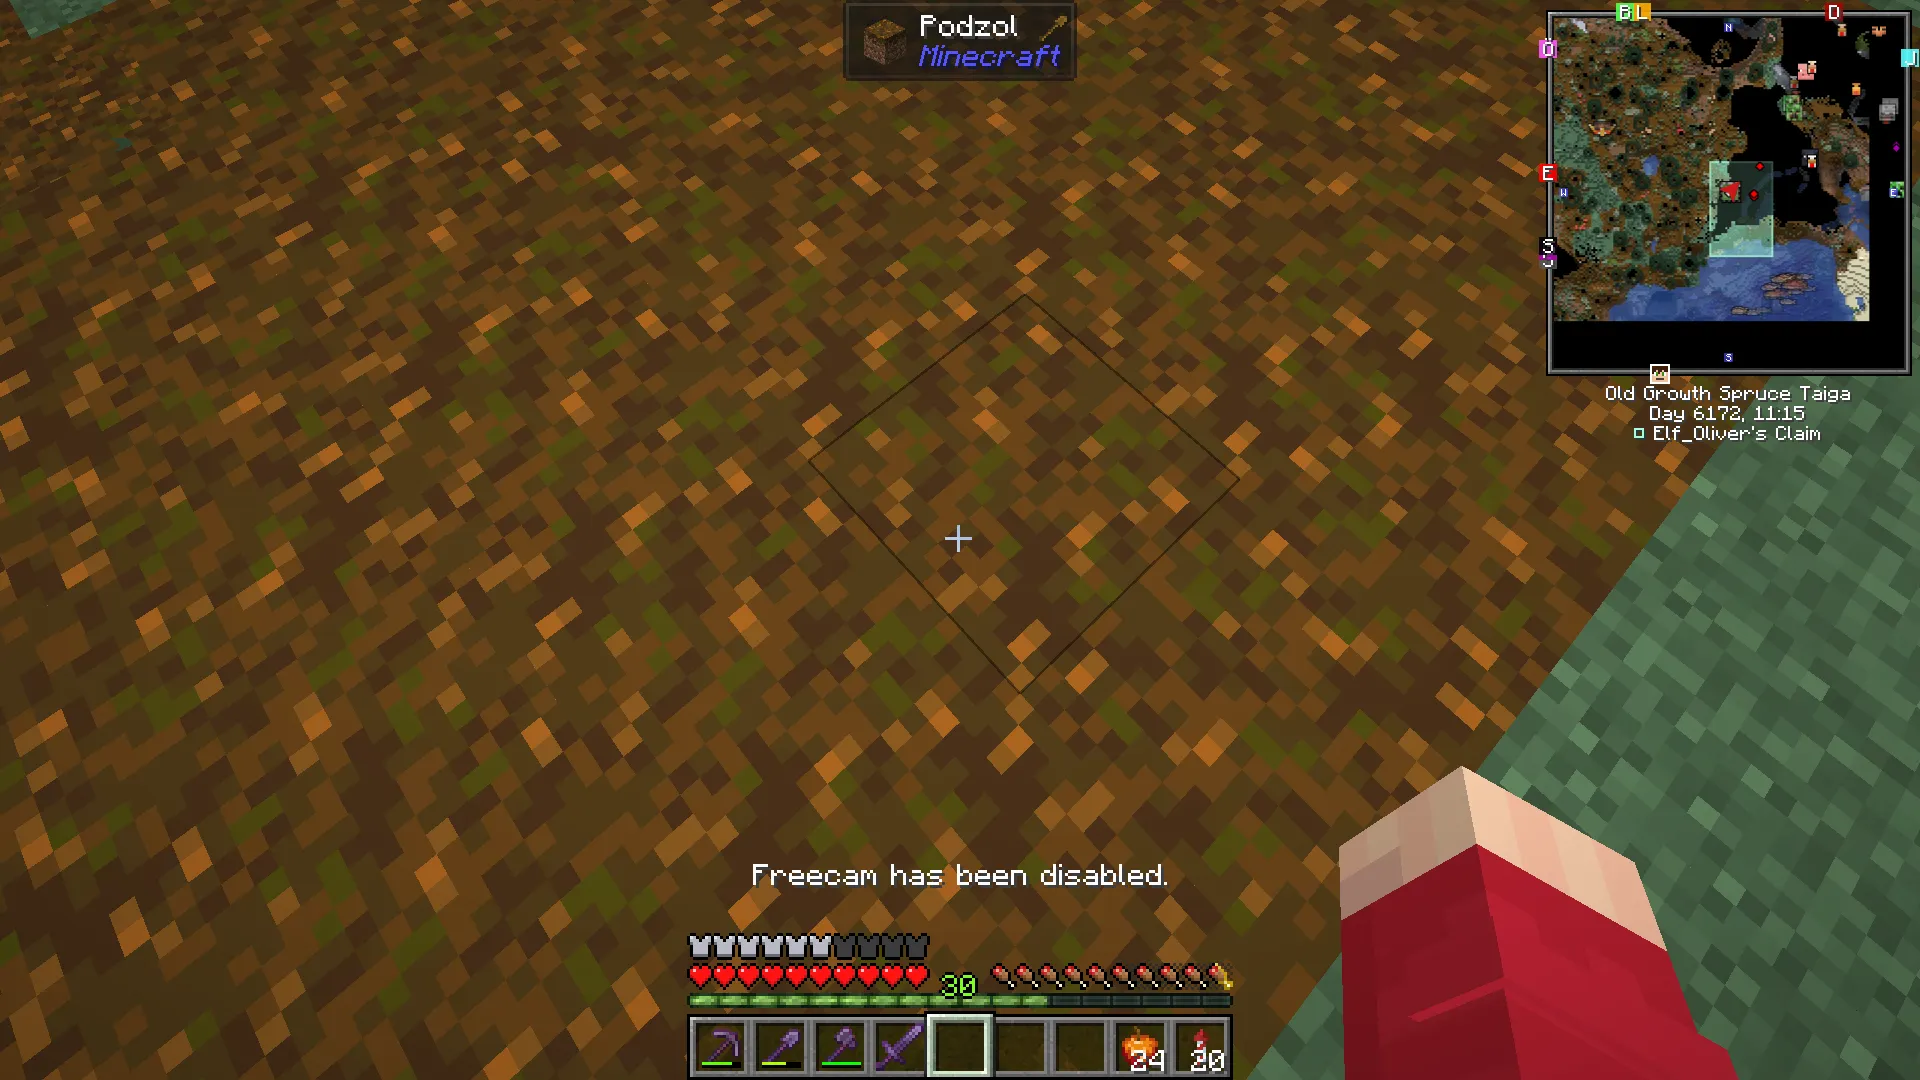 Podzol
Minecraft
B L
D
O
J
N
E
W
E
S
S
Old Growth Spruce Taiga
Day 6172, 11:15
Elf_Oliver's Claim
Freecam has been disabled.
30
24
20